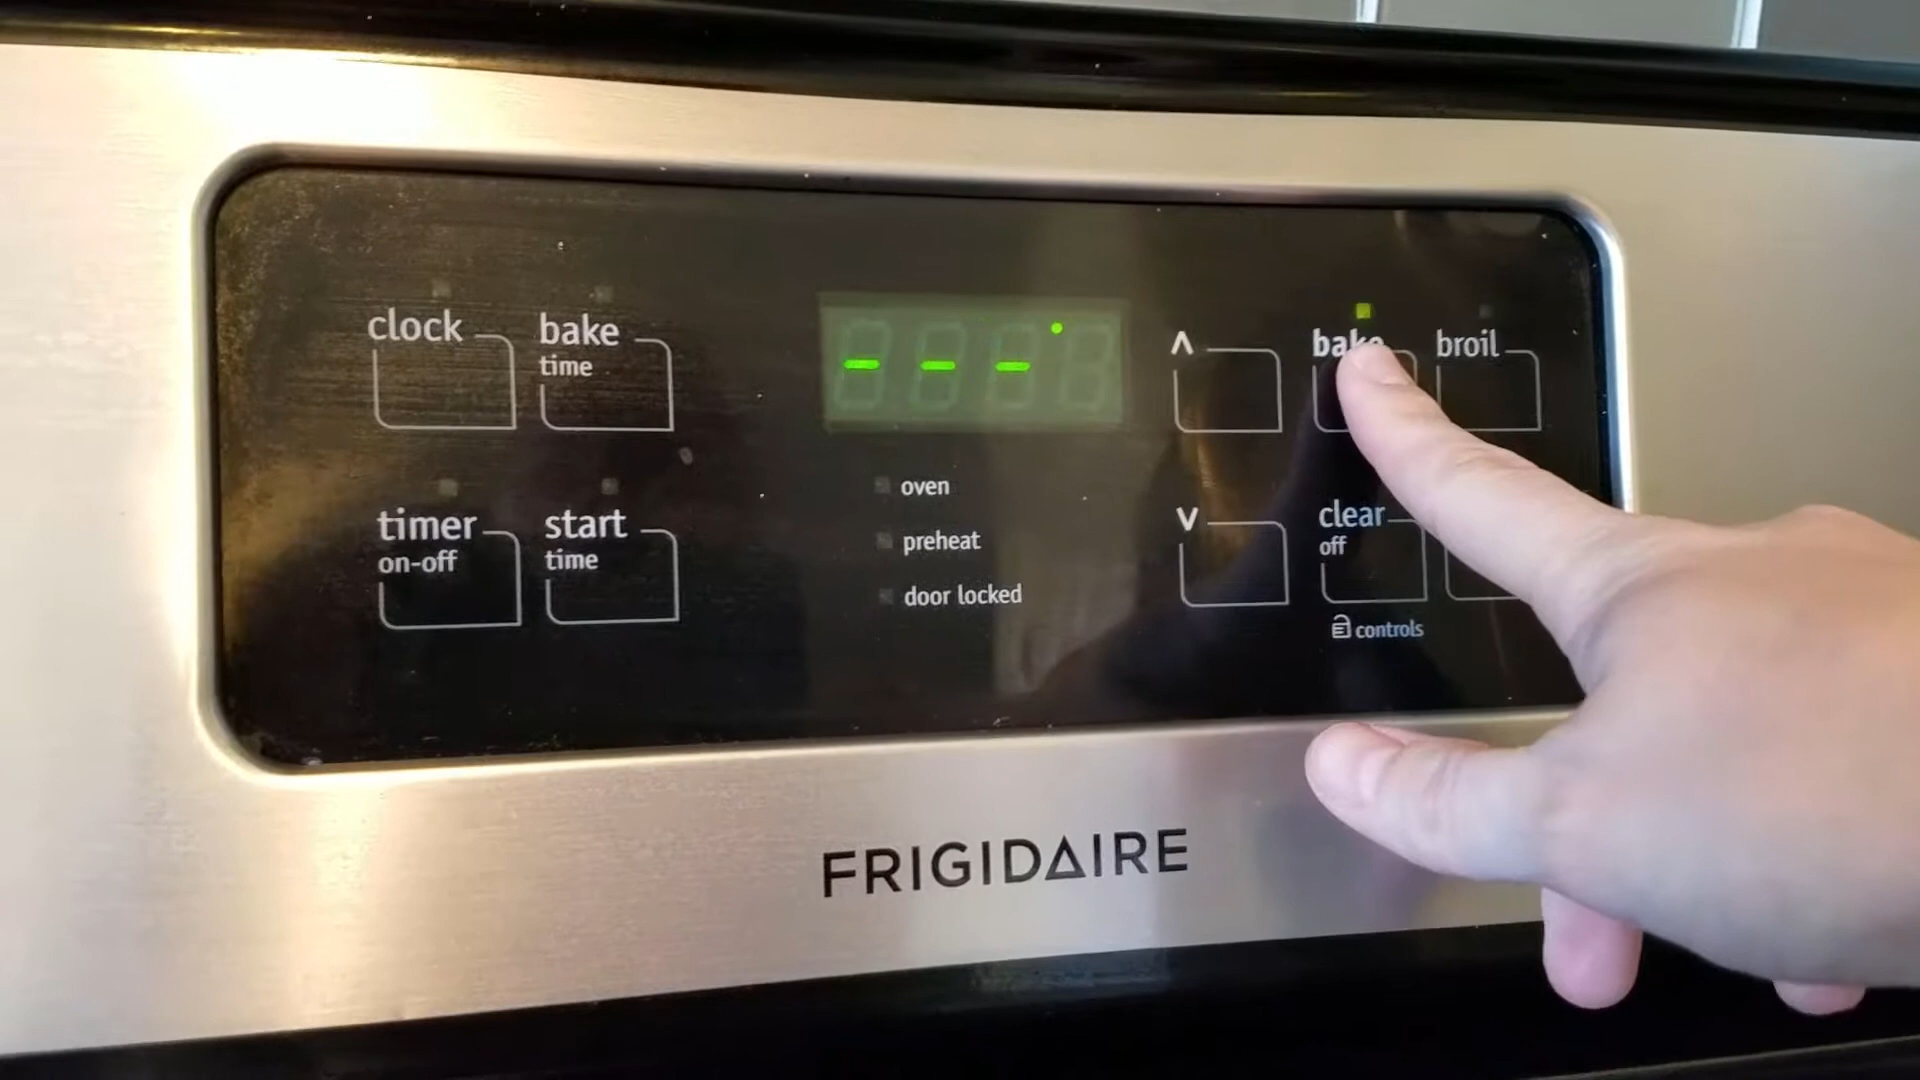 clock
bake
time
- - -°
^
bake
broil
timer
on-off
start
time
oven
preheat
door locked
v
clear
off
controls
FRIGIDAIRE